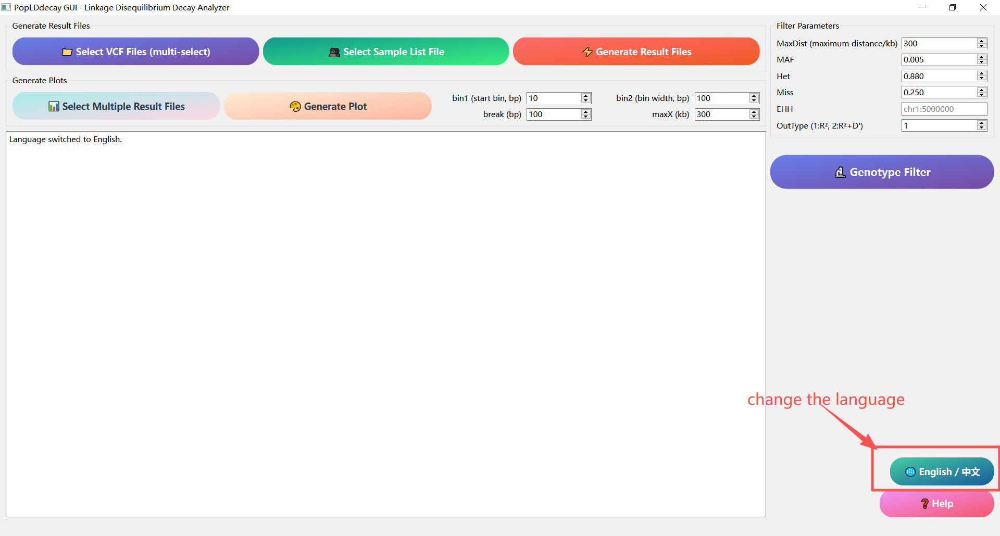 PopLDdecay GUI - Linkage Disequilibrium Decay Analyzer
Generate Result Files
Select VCF Files (multi-select)
Select Sample List File
Generate Result Files
Generate Plots
Select Multiple Result Files
Generate Plot
bin1 (start bin, bp) 10
bin2 (bin width, bp) 100
break (bp) 100
maxX (kb) 300
Language switched to English.
Filter Parameters
MaxDist (maximum distance/kb) 300
MAF 0.005
Het 0.880
Miss 0.250
EHH chr1:5000000
OutType (1:R², 2:R²+D') 1
Genotype Filter
change the language
English / 中文
Help